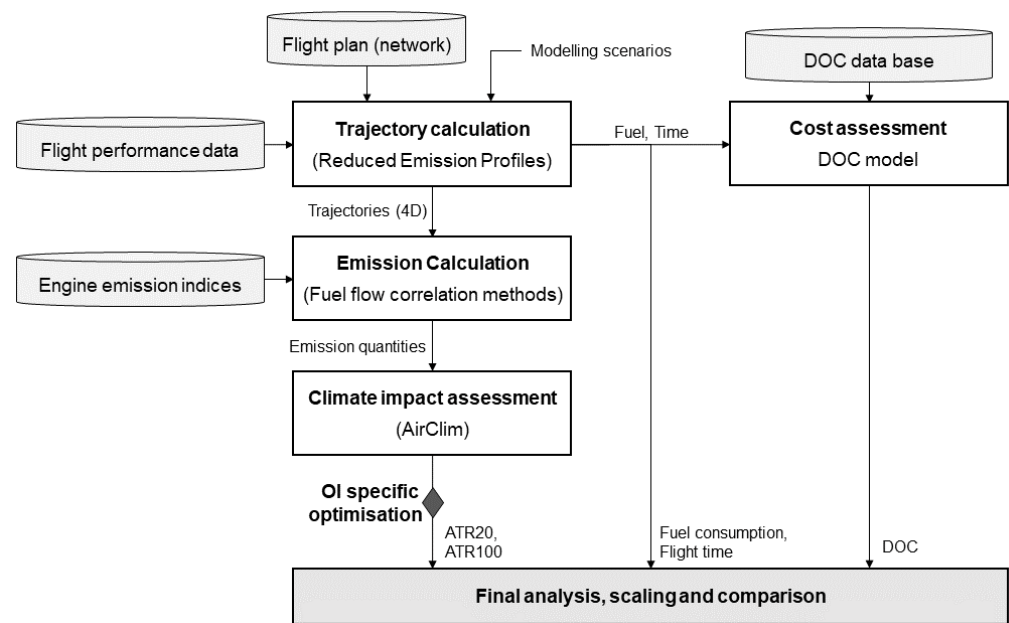 Flight plan (network)
Modelling scenarios
DOC data base
Flight performance data
Trajectory calculation
(Reduced Emission Profiles)
Fuel, Time
Cost assessment
DOC model
Trajectories (4D)
Engine emission indices
Emission Calculation
(Fuel flow correlation methods)
Emission quantities
Climate impact assessment
(AirClim)
OI specific
optimisation
ATR20,
ATR100
Fuel consumption,
Flight time
DOC
Final analysis, scaling and comparison